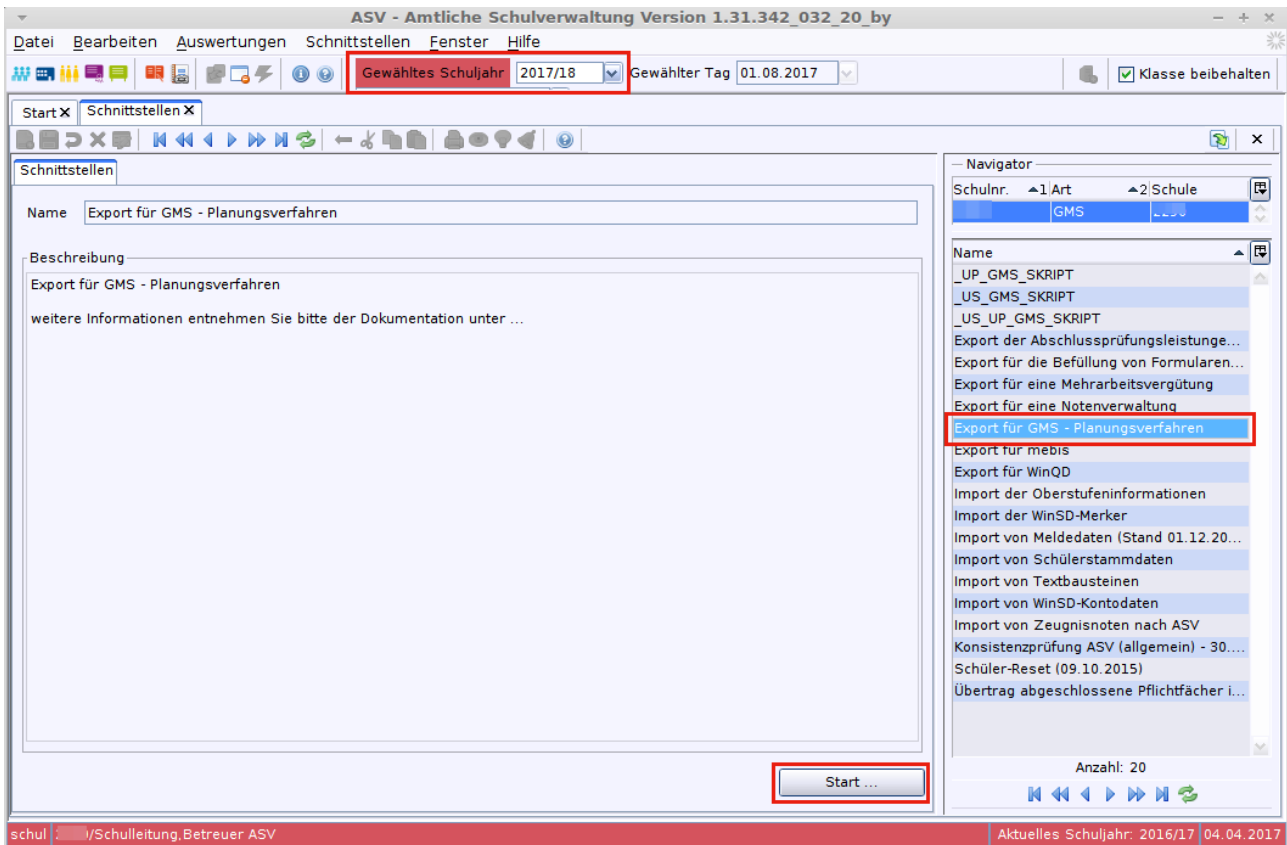 ASV - Amtliche Schulverwaltung Version 1.31.342_032_20_by
Datei Bearbeiten Auswertungen Schnittstellen Fenster Hilfe
Gewähltes Schuljahr 2017/18 Gewählter Tag 01.08.2017 Klasse beibehalten
Start Schnittstellen
Schnittstellen
Name Export für GMS - Planungsverfahren
Beschreibung
Export für GMS - Planungsverfahren
weitere Informationen entnehmen Sie bitte der Dokumentation unter ...
Start ...
Navigator
Schulnr. 1 Art 2 Schule
GMS
Name
_UP_GMS_SKRIPT
_US_GMS_SKRIPT
_US_UP_GMS_SKRIPT
Export der Abschlussprüfungsleistunge...
Export für die Befüllung von Formularen...
Export für eine Mehrarbeitsvergütung
Export für eine Notenverwaltung
Export für GMS - Planungsverfahren
Export für mebis
Export für WinQD
Import der Oberstufeninformationen
Import der WinSD-Merker
Import von Meldedaten (Stand 01.12.20...
Import von Schülerstammdaten
Import von Textbausteinen
Import von WinSD-Kontodaten
Import von Zeugnisnoten nach ASV
Konsistenzprüfung ASV (allgemein) - 30....
Schüler-Reset (09.10.2015)
Übertrag abgeschlossene Pflichtfächer i...
Anzahl: 20
schul /Schulleitung,Betreuer ASV Aktuelles Schuljahr: 2016/17 04.04.2017